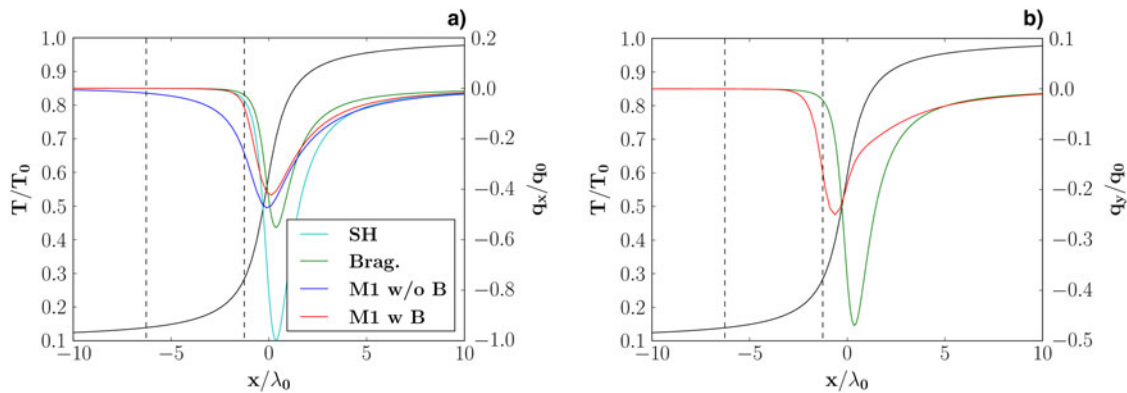 a)
1.0
0.9
0.8
0.7
0.6
0.5
0.4
0.3
0.2
0.1
T/T₀
0.2
0.0
−0.2
−0.4
−0.6
−0.8
−1.0
qₓ/q₀
SH
Brag.
M1 w/o B
M1 w B
−10 −5 0 5 10
x/λ₀
b)
1.0
0.9
0.8
0.7
0.6
0.5
0.4
0.3
0.2
0.1
T/T₀
0.1
0.0
−0.1
−0.2
−0.3
−0.4
−0.5
q_y/q₀
−10 −5 0 5 10
x/λ₀